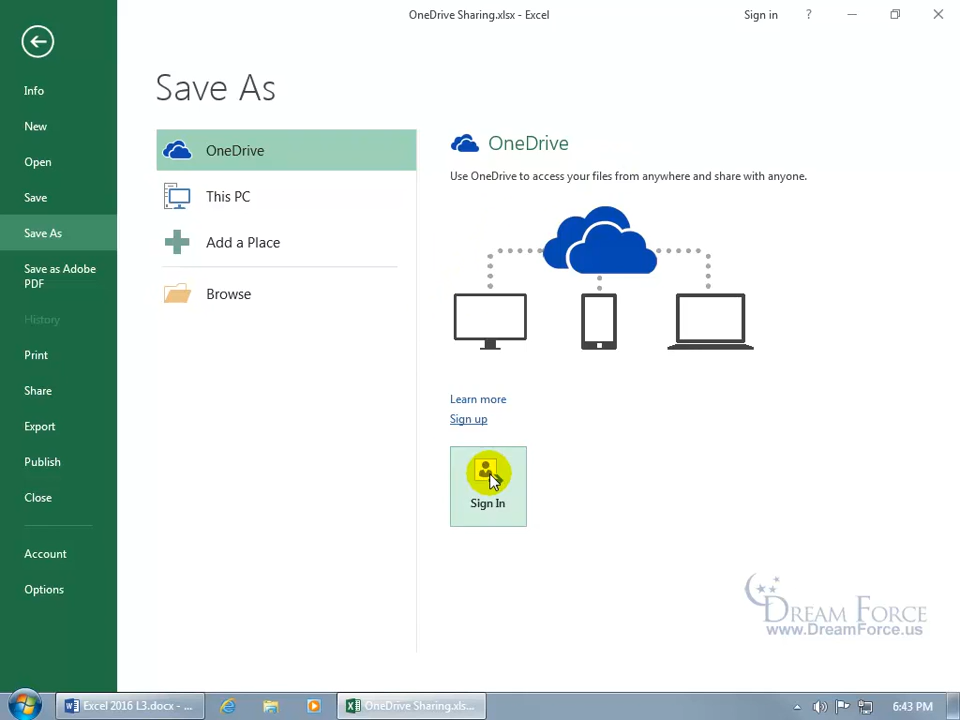 OneDrive Sharing.xlsx - Excel
Sign in
?
Info
New
Open
Save
Save As
Save as Adobe
PDF
History
Print
Share
Export
Publish
Close
Account
Options
Save As
OneDrive
This PC
Add a Place
Browse
OneDrive
Use OneDrive to access your files from anywhere and share with anyone.
Learn more
Sign up
Sign In
DREAM FORCE
www.DreamForce.us
Excel 2016 L3.docx - ...
OneDrive Sharing.xls...
6:43 PM